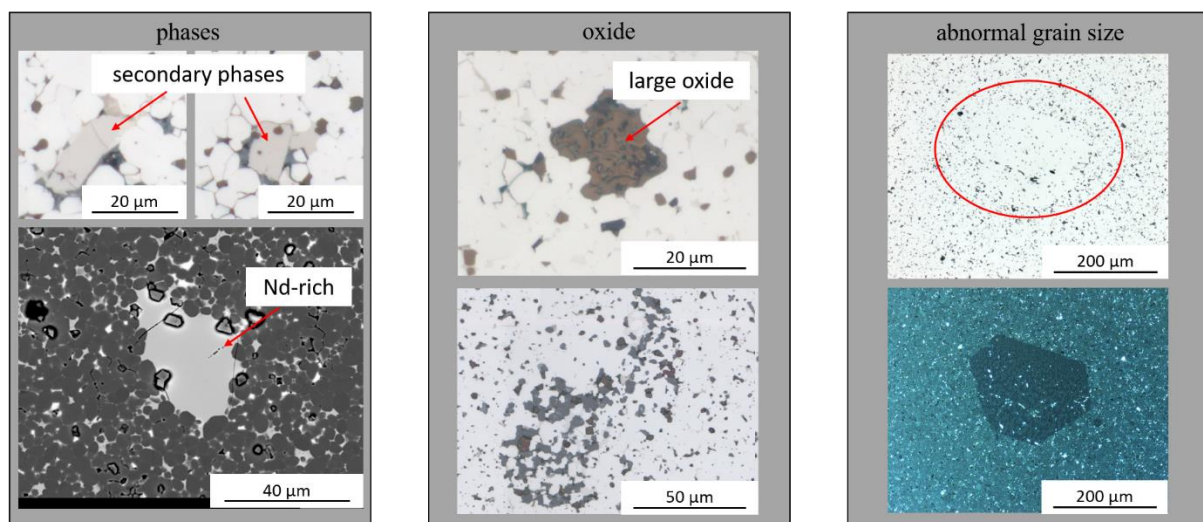 phases
secondary phases
20 µm
20 µm
Nd-rich
40 µm
oxide
large oxide
20 µm
50 µm
abnormal grain size
200 µm
200 µm